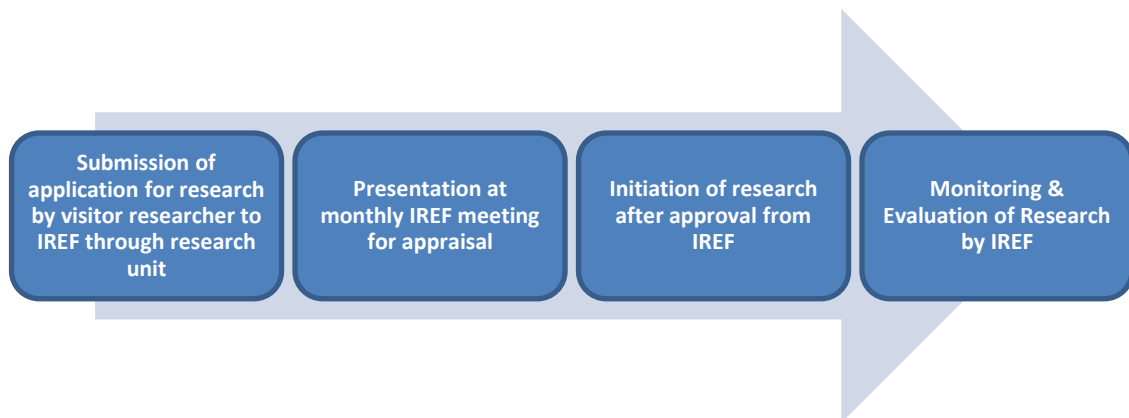 Submission of
application for research
by visitor researcher to
IREF through research
unit
Presentation at
monthly IREF meeting
for appraisal
Initiation of research
after approval from
IREF
Monitoring &
Evaluation of Research
by IREF